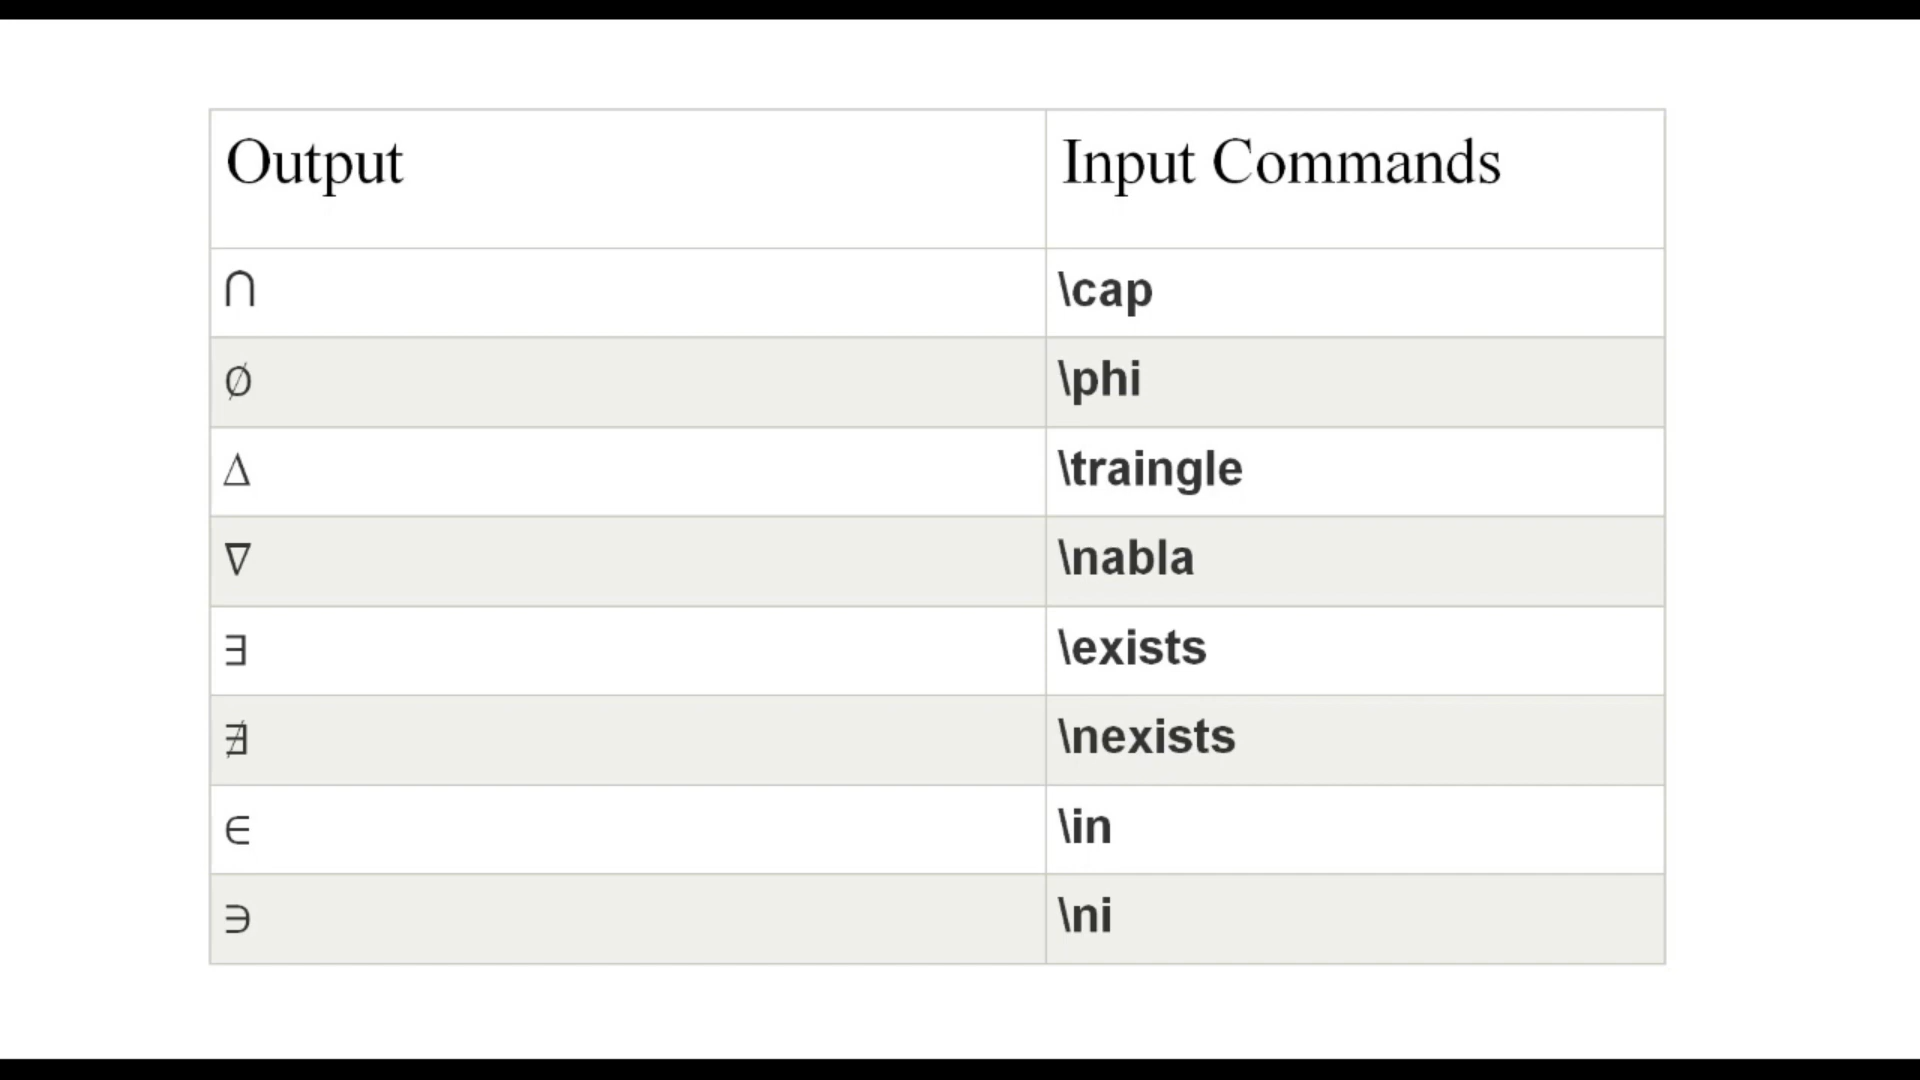 Output Input Commands
∩ \cap
∅ \phi
Δ \traingle
∇ \nabla
∃ \exists
∄ \nexists
∈ \in
∋ \ni